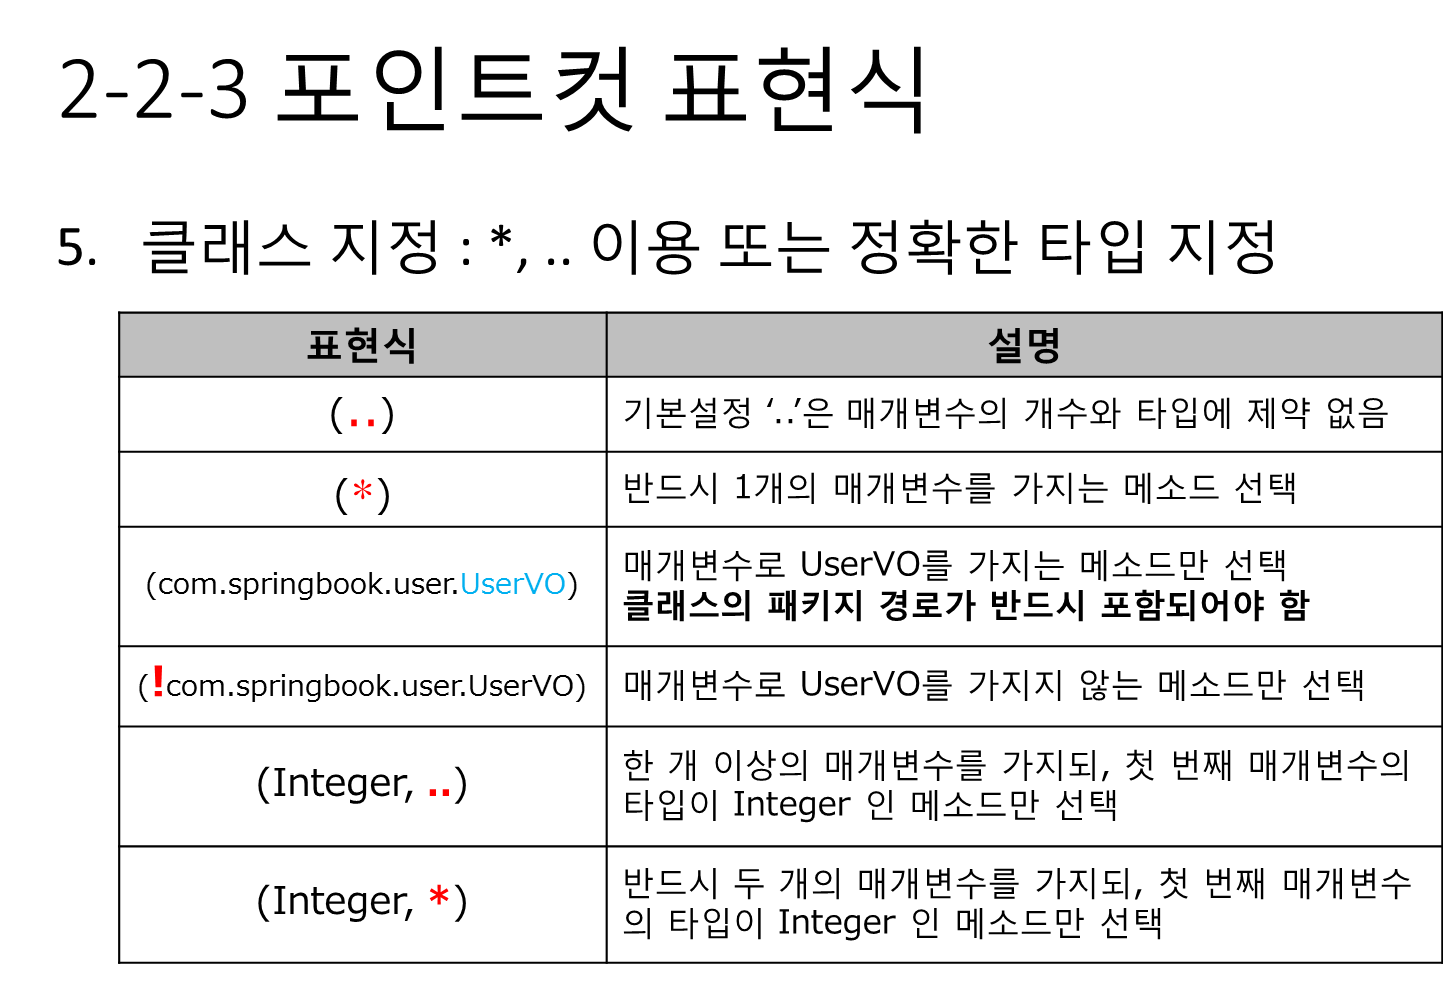 2-2-3 포인트컷 표현식
5. 클래스 지정 : *, .. 이용 또는 정확한 타입 지정
표현식 설명
(..) 기본설정 ‘..’은 매개변수의 개수와 타입에 제약 없음
(*) 반드시 1개의 매개변수를 가지는 메소드 선택
(com.springbook.user.UserVO) 매개변수로 UserVO를 가지는 메소드만 선택
클래스의 패키지 경로가 반드시 포함되어야 함
(!com.springbook.user.UserVO) 매개변수로 UserVO를 가지지 않는 메소드만 선택
(Integer, ..) 한 개 이상의 매개변수를 가지되, 첫 번째 매개변수의
타입이 Integer 인 메소드만 선택
(Integer, *) 반드시 두 개의 매개변수를 가지되, 첫 번째 매개변수
의 타입이 Integer 인 메소드만 선택